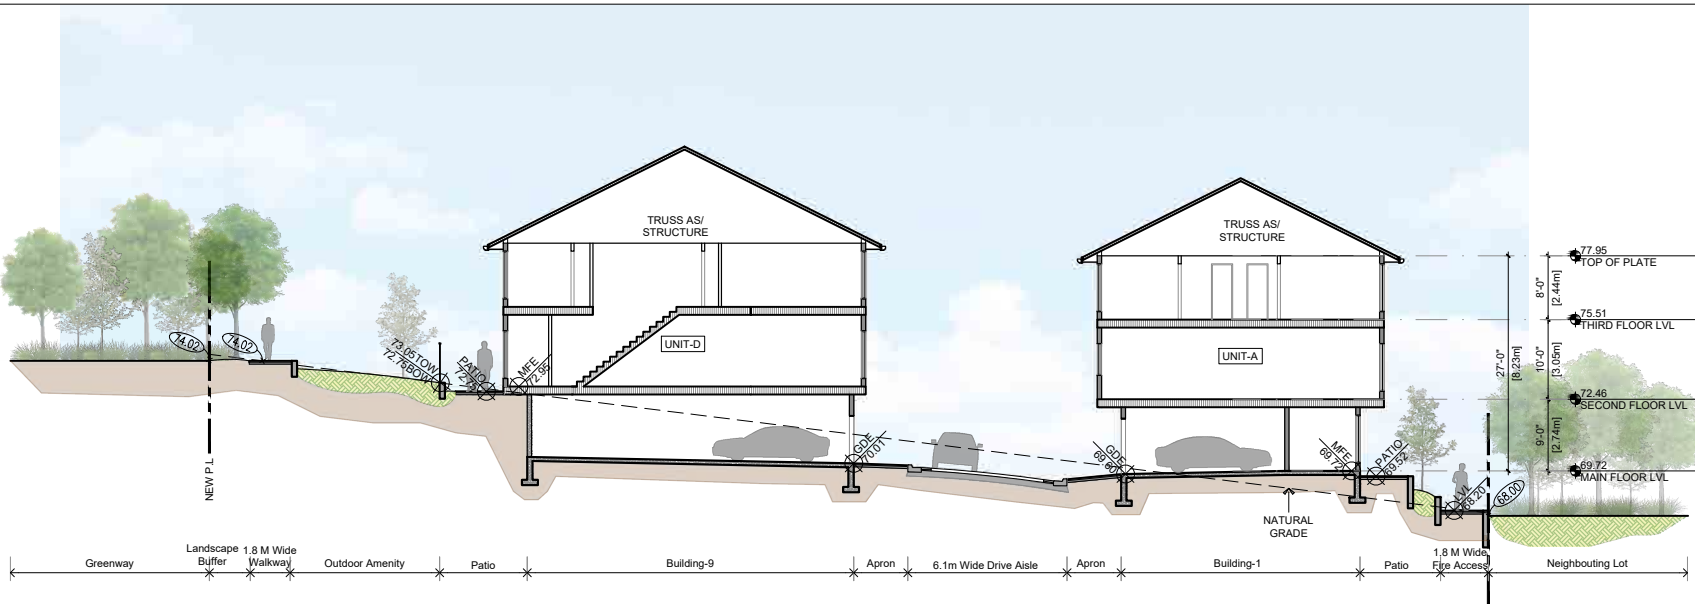 TRUSS AS/
STRUCTURE
TRUSS AS/
STRUCTURE
77.95
TOP OF PLATE
8'-0"
[2.44m]
75.51
THIRD FLOOR LVL
27'-0"
[8.23m]
10'-0"
[3.05m]
72.46
SECOND FLOOR LVL
9'-0"
[2.74m]
69.72
MAIN FLOOR LVL
74.02
74.02
73.05TOW
72.75BOW
PATIO
72.75
MFE
72.95
UNIT-D
UNIT-A
GDE
70.01
GDE
69.60
MFE
69.72
PATIO
69.52
LVL
68.20
68.00
NEW P.L
NATURAL
GRADE
Greenway
Landscape
Buffer
1.8 M Wide
Walkway
Outdoor Amenity
Patio
Building-9
Apron
6.1m Wide Drive Aisle
Apron
Building-1
Patio
1.8 M Wide
Fire Access
Neighbouting Lot